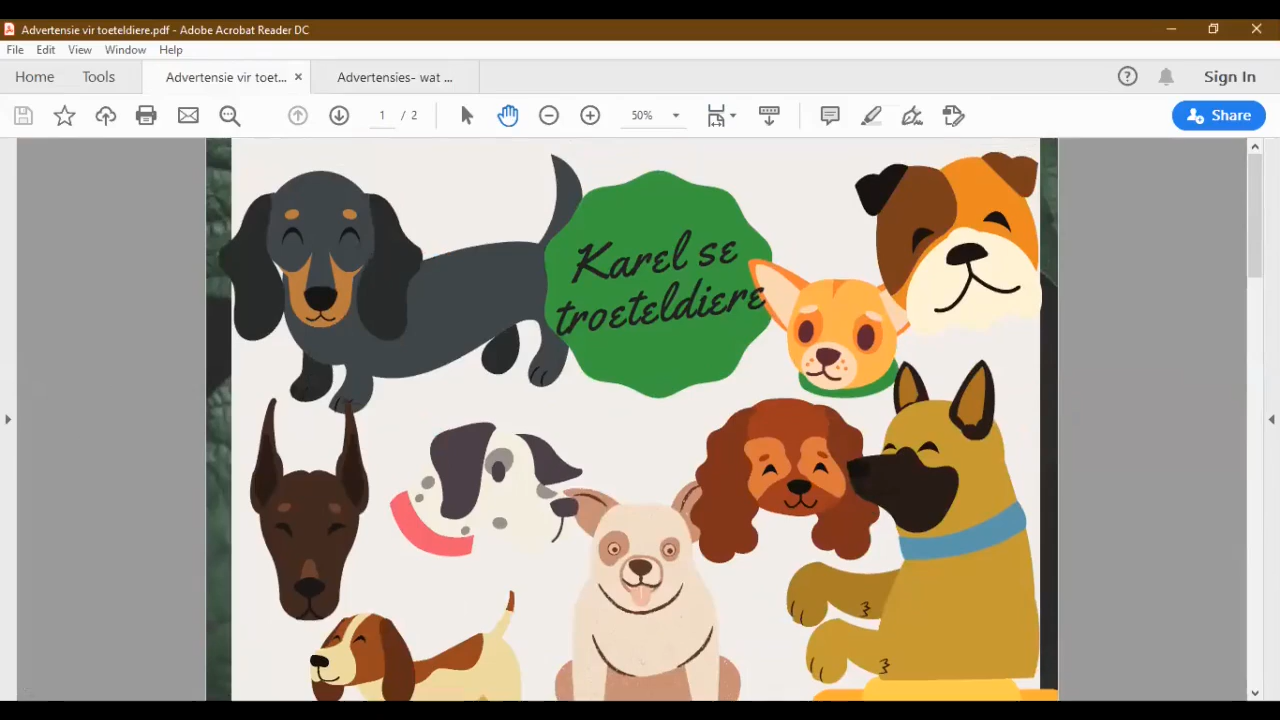 Advertensie vir toeteldiere.pdf - Adobe Acrobat Reader DC
File Edit View Window Help
Home Tools Advertensie vir toet... × Advertensies- wat ... Sign In
1 / 2 50% Share
Karel se
troeteldiere